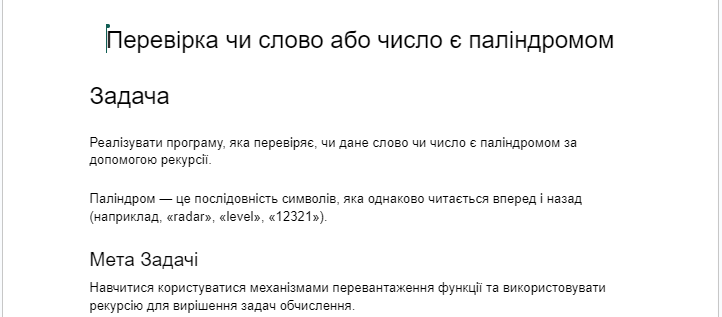 Перевірка чи слово або число є паліндромом
Задача
Реалізувати програму, яка перевіряє, чи дане слово чи число є паліндромом за
допомогою рекурсії.
Паліндром — це послідовність символів, яка однаково читається вперед і назад
(наприклад, «radar», «level», «12321»).
Мета Задачі
Навчитися користуватися механізмами перевантаження функції та використовувати
рекурсію для вирішення задач обчислення.